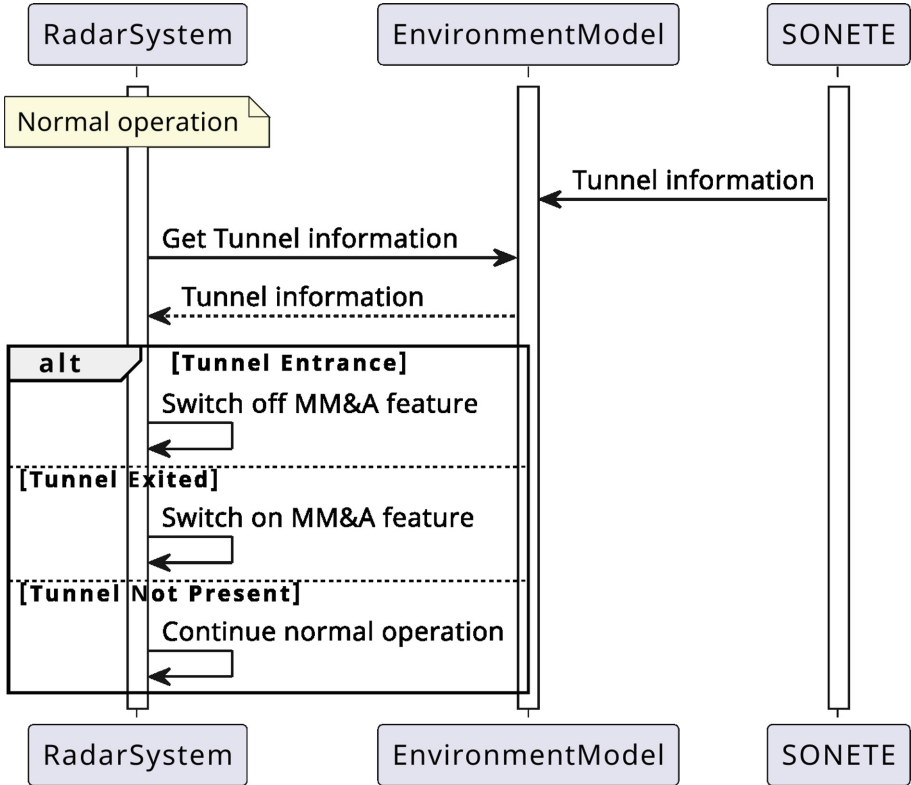 RadarSystem EnvironmentModel SONETE
Normal operation
Tunnel information
Get Tunnel information
Tunnel information
alt [Tunnel Entrance]
Switch off MM&A feature
[Tunnel Exited]
Switch on MM&A feature
[Tunnel Not Present]
Continue normal operation
RadarSystem EnvironmentModel SONETE